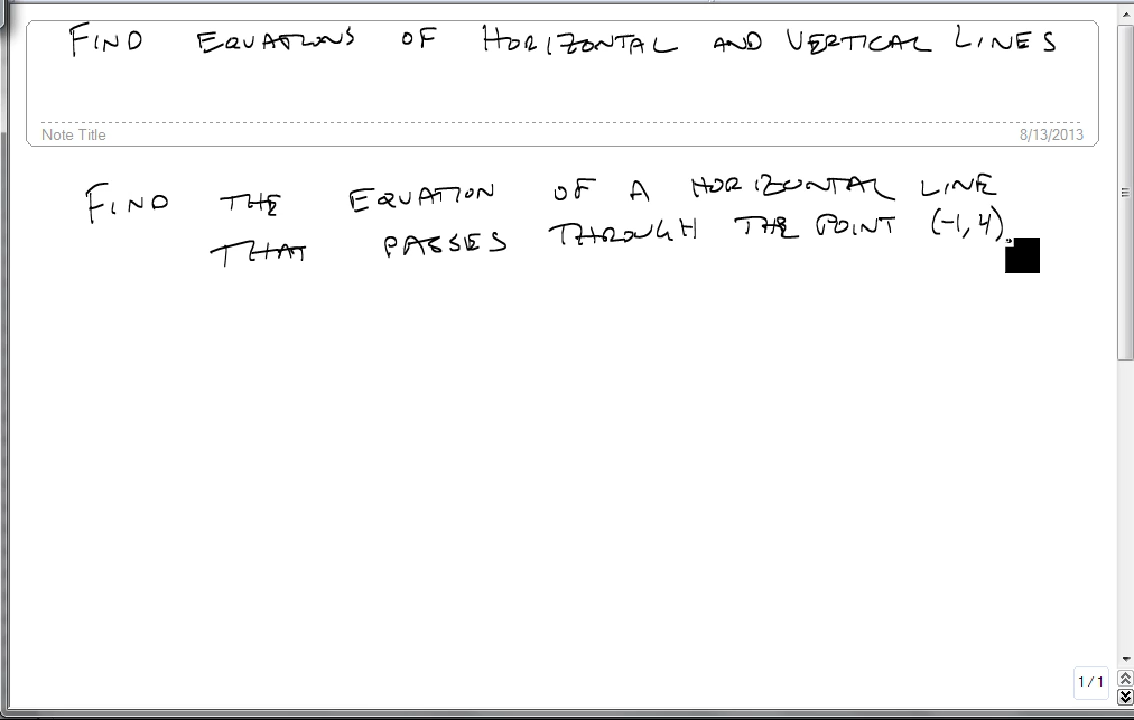 FIND EQUATIONS OF HORIZONTAL AND VERTICAL LINES
Note Title
8/13/2013
FIND THE EQUATION OF A HORIZONTAL LINE
THAT PASSES THROUGH THE POINT (-1, 4).
1 / 1